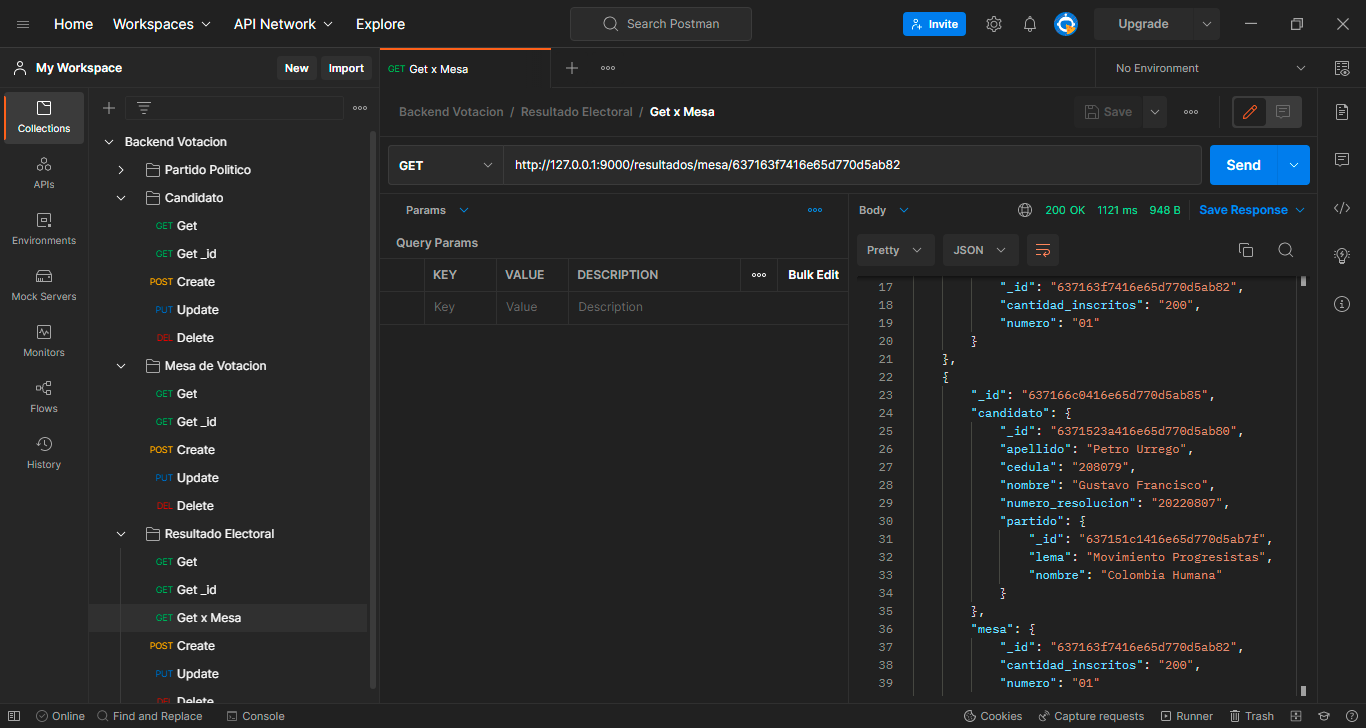 Home Workspaces API Network Explore Search Postman Invite Upgrade
My Workspace New Import GET Get x Mesa No Environment
Collections
APIs
Environments
Mock Servers
Monitors
Flows
History
Backend Votacion
Partido Politico
Candidato
GET Get
GET Get _id
POST Create
PUT Update
DEL Delete
Mesa de Votacion
GET Get
GET Get _id
POST Create
PUT Update
DEL Delete
Resultado Electoral
GET Get
GET Get _id
GET Get x Mesa
POST Create
PUT Update
DEL Delete
Backend Votacion / Resultado Electoral / Get x Mesa Save
GET http://127.0.0.1:9000/resultados/mesa/637163f7416e65d770d5ab82 Send
Params
Query Params
KEY VALUE DESCRIPTION Bulk Edit
Key Value Description
Body 200 OK 1121 ms 948 B Save Response
Pretty JSON
17 "_id": "637163f7416e65d770d5ab82",
18 "cantidad_inscritos": "200",
19 "numero": "01"
20 }
21 },
22 {
23 "_id": "637166c0416e65d770d5ab85",
24 "candidato": {
25 "_id": "6371523a416e65d770d5ab80",
26 "apellido": "Petro Urrego",
27 "cedula": "208079",
28 "nombre": "Gustavo Francisco",
29 "numero_resolucion": "20220807",
30 "partido": {
31 "_id": "637151c1416e65d770d5ab7f",
32 "lema": "Movimiento Progresistas",
33 "nombre": "Colombia Humana"
34 }
35 },
36 "mesa": {
37 "_id": "637163f7416e65d770d5ab82",
38 "cantidad_inscritos": "200",
39 "numero": "01"
Online Find and Replace Console Cookies Capture requests Runner Trash